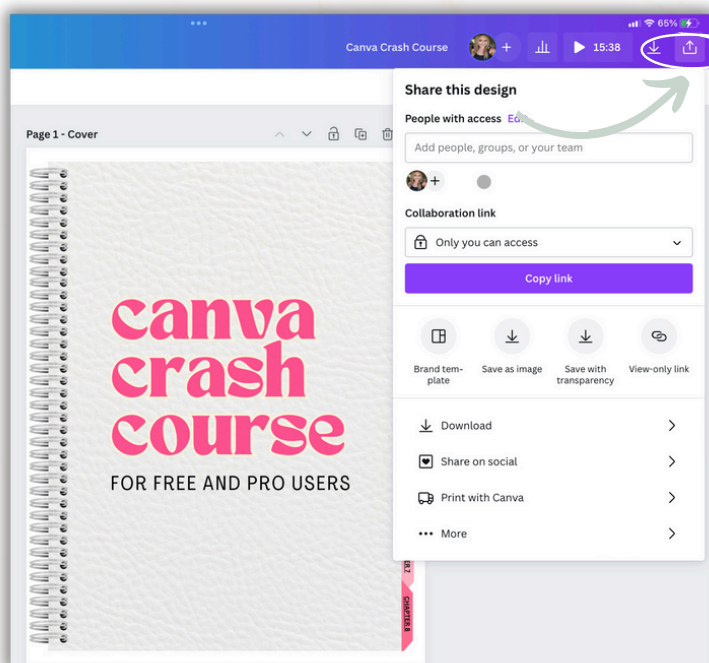 65%
Canva Crash Course
15:38
Share this design
People with access
Page 1 - Cover
Add people, groups, or your team
Collaboration link
Only you can access
Copy link
canva
crash
course
FOR FREE AND PRO USERS
Brand tem-
plate
Save as image
Save with
transparency
View-only link
Download
Share on social
Print with Canva
More
CHAPTER 8